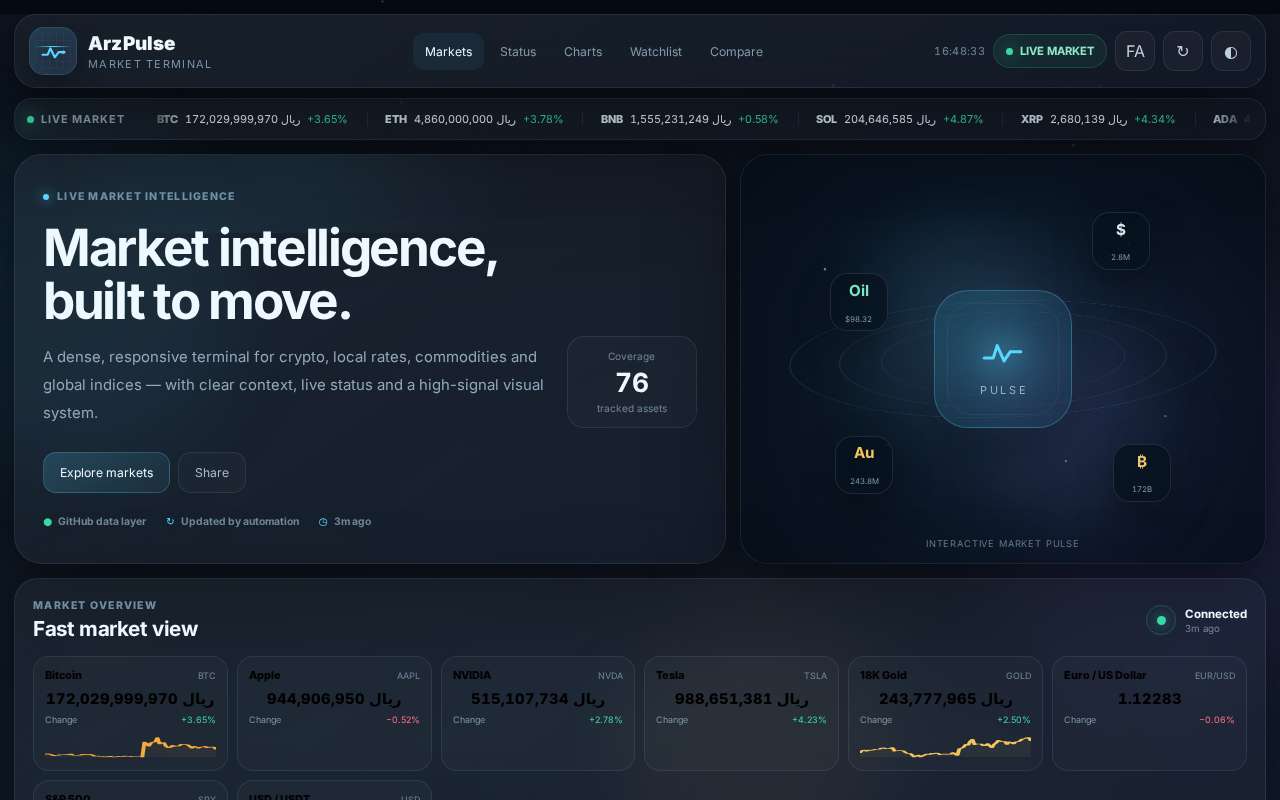 ArzPulse
MARKET TERMINAL
Markets Status Charts Watchlist Compare
16:48:33 LIVE MARKET FA ↻ ◐
LIVE MARKET BTC 172,029,999,970 ریال +3.65% ETH 4,860,000,000 ریال +3.78% BNB 1,555,231,249 ریال +0.58% SOL 204,646,585 ریال +4.87% XRP 2,680,139 ریال +4.34% ADA
LIVE MARKET INTELLIGENCE
Market intelligence,
built to move.
A dense, responsive terminal for crypto, local rates, commodities and
global indices — with clear context, live status and a high-signal visual
system.
Coverage
76
tracked assets
Explore markets Share
GitHub data layer ↻ Updated by automation ◷ 3m ago
$
2.8M
Oil
$98.32
PULSE
Au
243.8M
₿
172B
INTERACTIVE MARKET PULSE
MARKET OVERVIEW
Fast market view
Connected
3m ago
Bitcoin BTC
172,029,999,970 ریال
Change +3.65%
Apple AAPL
944,906,950 ریال
Change −0.52%
NVIDIA NVDA
515,107,734 ریال
Change +2.78%
Tesla TSLA
988,651,381 ریال
Change +4.23%
18K Gold GOLD
243,777,965 ریال
Change +2.50%
Euro / US Dollar EUR/USD
1.12283
Change −0.06%
S&P 500 SPY
USD / USDT USD